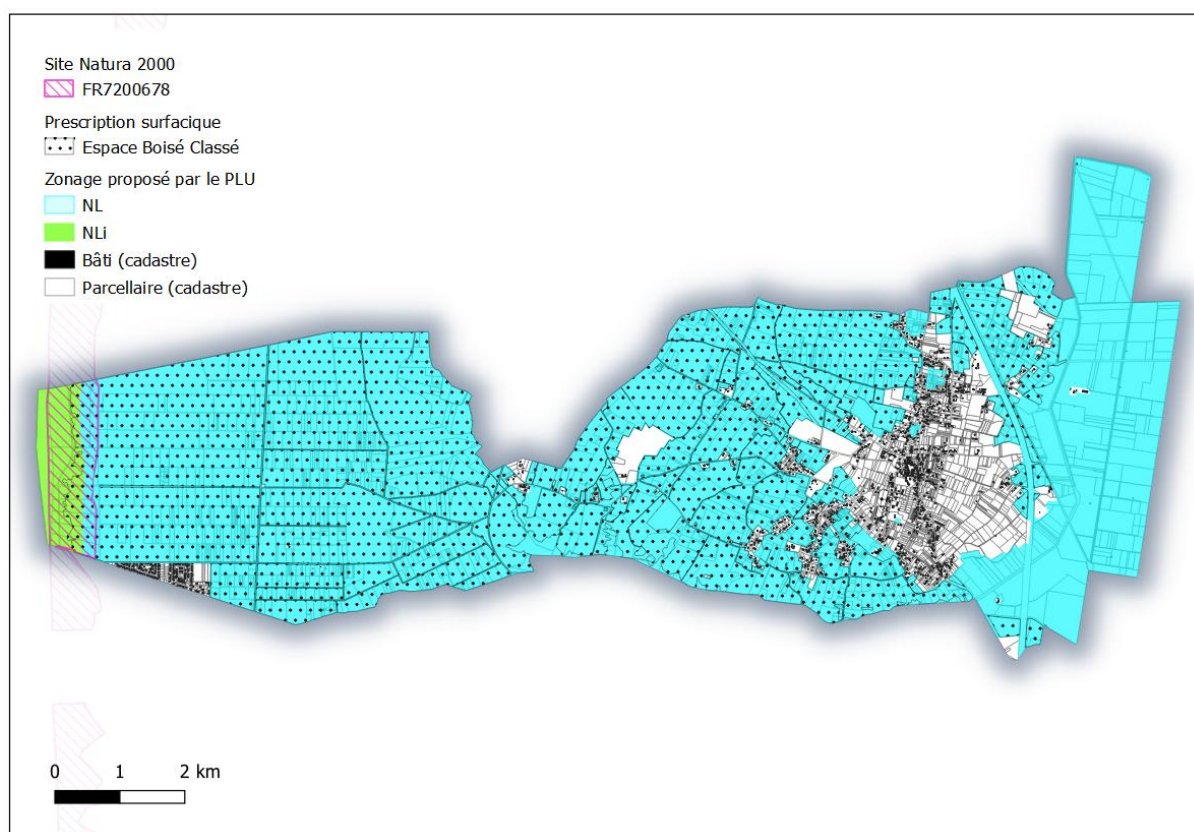 Site Natura 2000
FR7200678
Prescription surfacique
Espace Boisé Classé
Zonage proposé par le PLU
NL
NLi
Bâti (cadastre)
Parcellaire (cadastre)
0 1 2 km